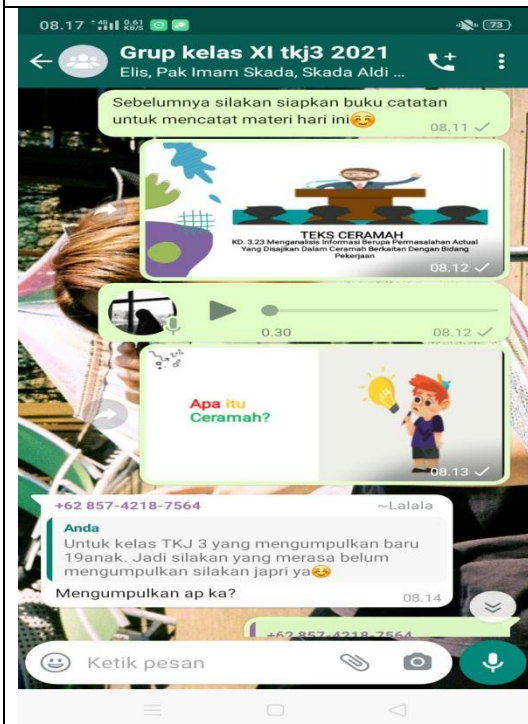 08.17 4G 0,61 KB/S 73
Grup kelas XI tkj3 2021
Elis, Pak Imam Skada, Skada Aldi ...
Sebelumnya silakan siapkan buku catatan
untuk mencatat materi hari ini☺️☺️
08.11
TEKS CERAMAH
KD. 3.23 Menganalisis Informasi Berupa Permasalahan Actual
Yang Disajikan Dalam Ceramah Berkaitan Dengan Bidang
Pekerjaan
08.12
0.30 08.12
Apa itu
Ceramah?
08.13
+62 857-4218-7564 ~Lalala
Anda
Untuk kelas TKJ 3 yang mengumpulkan baru
19anak. Jadi silakan yang merasa belum
mengumpulkan silakan japri ya☺️
Mengumpulkan ap ka?
08.14
+62 857-4218-7564
Ketik pesan